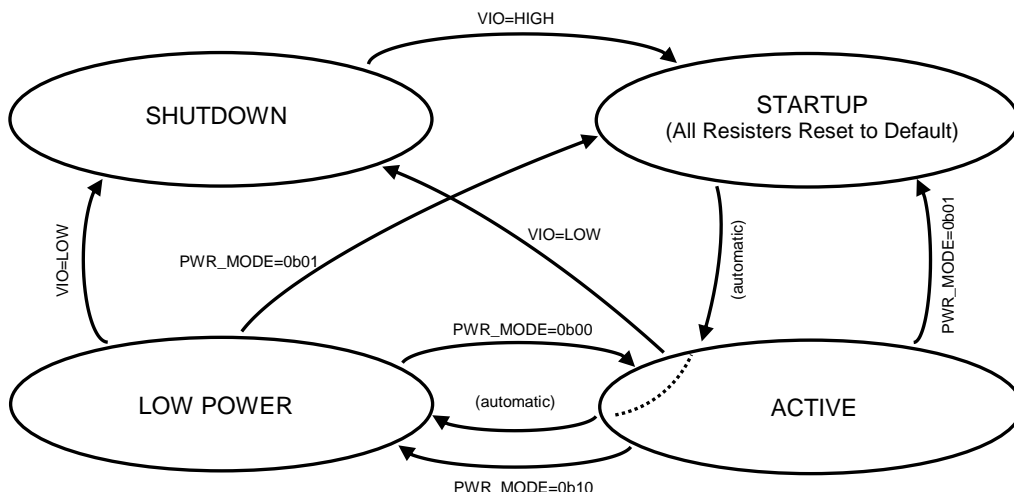 VIO=HIGH
SHUTDOWN
STARTUP
(All Resisters Reset to Default)
VIO=LOW
PWR_MODE=0b01
VIO=LOW
(automatic)
PWR_MODE=0b01
PWR_MODE=0b00
LOW POWER
(automatic)
ACTIVE
PWR_MODE=0b10